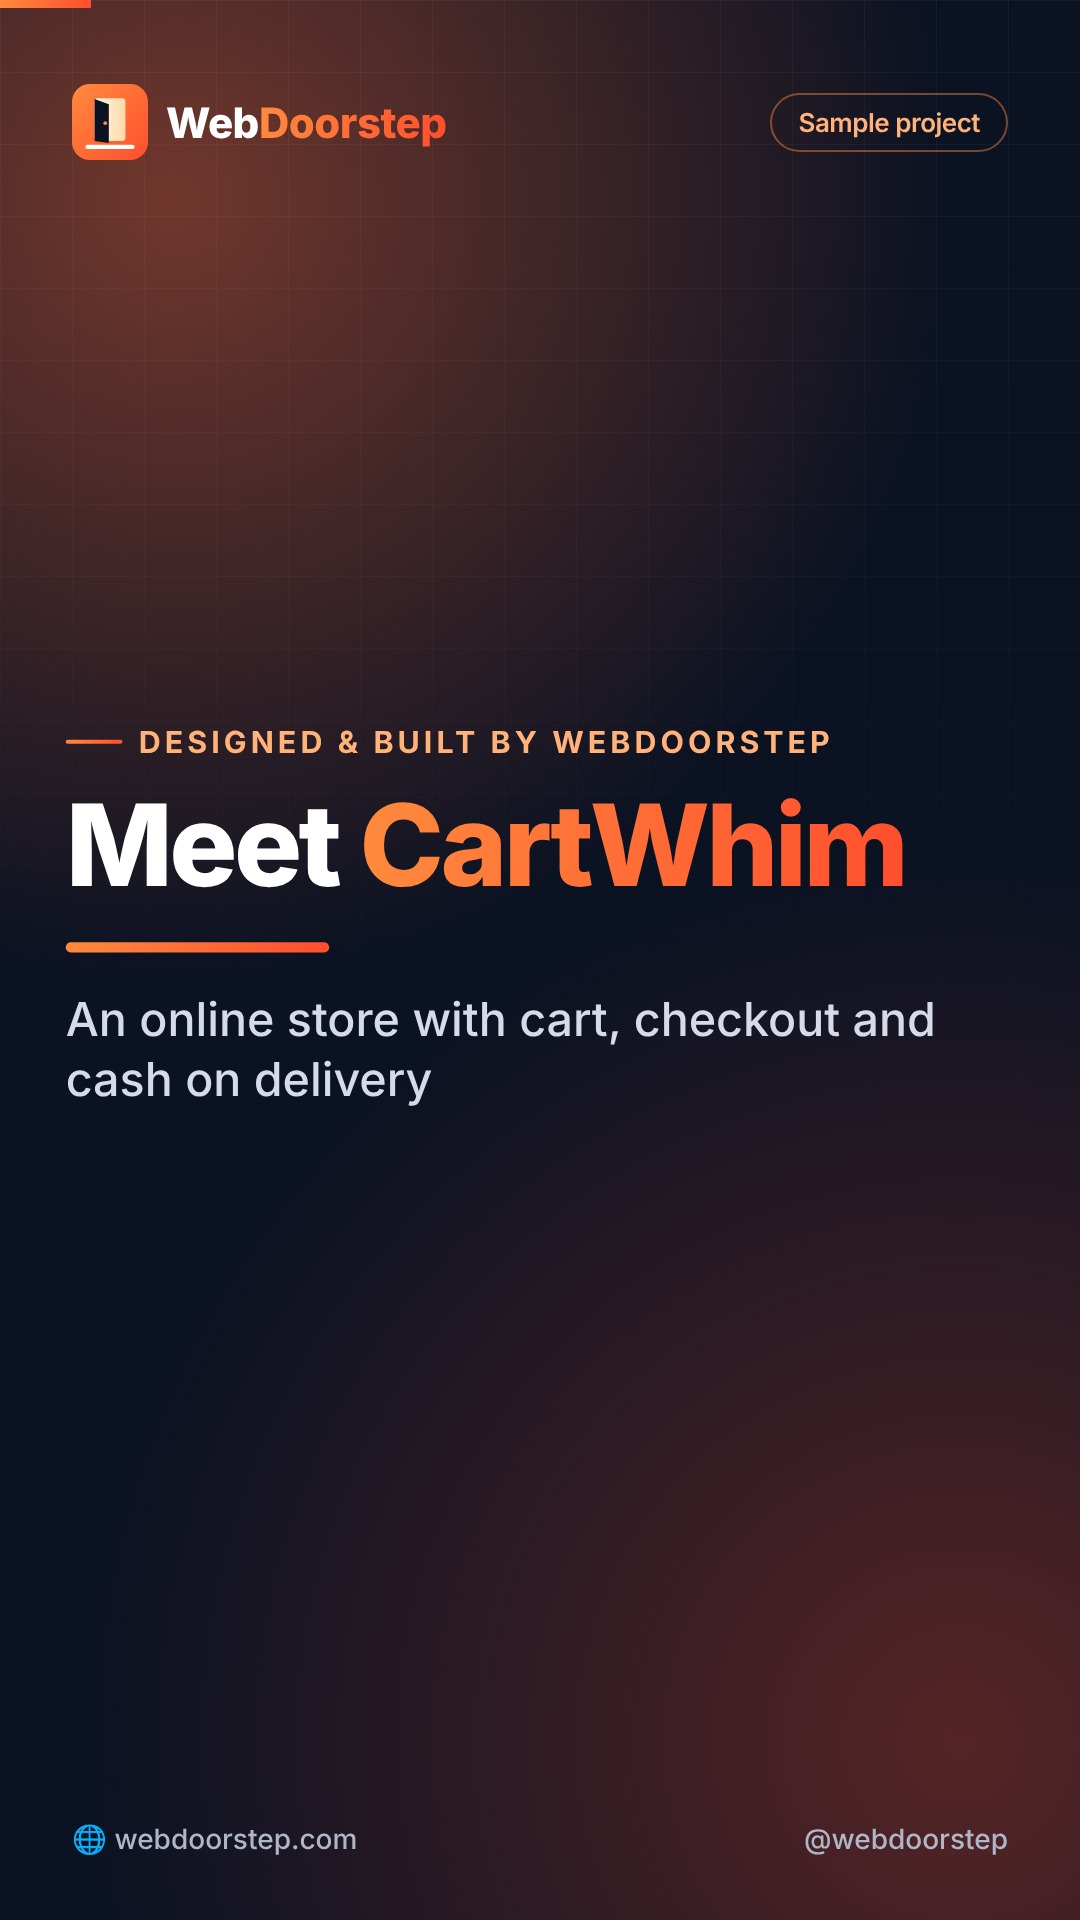 WebDoorstep
Sample project
DESIGNED & BUILT BY WEBDOORSTEP
Meet CartWhim
An online store with cart, checkout and
cash on delivery
webdoorstep.com
@webdoorstep